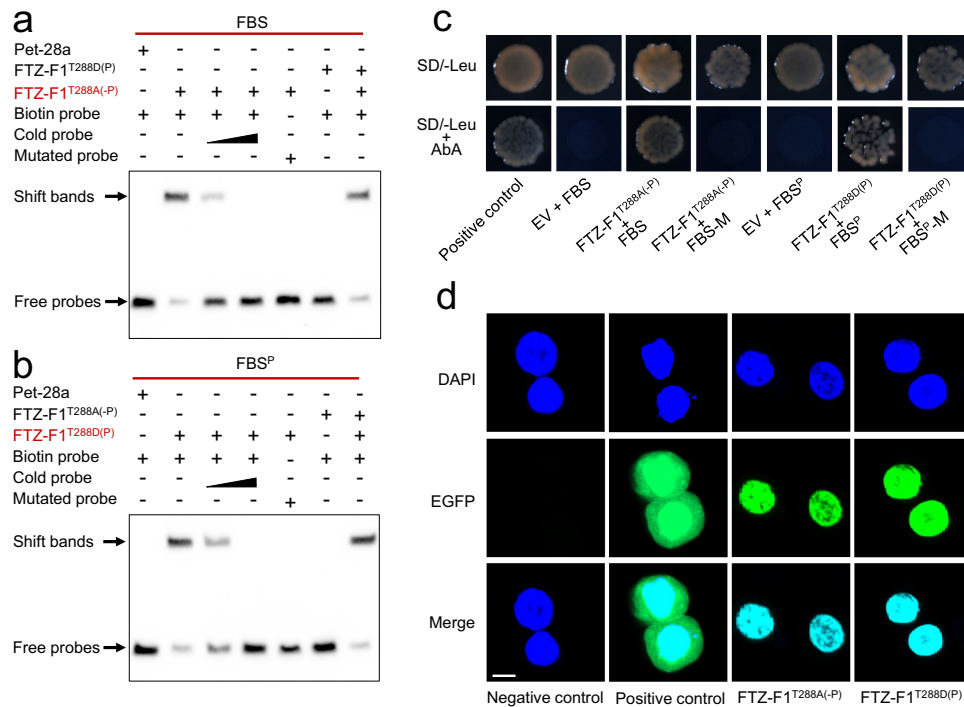 a
FBS
Pet-28a + - - - - - -
FTZ-F1T288D(P) - - - - - + +
FTZ-F1T288A(-P) - + + + + - +
Biotin probe + + + + - + +
Cold probe - - - - -
Mutated probe - - - - + - -
Shift bands
Free probes
b
FBSP
Pet-28a + - - - - - -
FTZ-F1T288A(-P) - - - - - + +
FTZ-F1T288D(P) - + + + + - +
Biotin probe + + + + - + +
Cold probe - - - - -
Mutated probe - - - - + - -
Shift bands
Free probes
c
SD/-Leu
SD/-Leu
+
AbA
Positive control
EV + FBS
FTZ-F1T288A(-P)
+
FBS
FTZ-F1T288A(-P)
+
FBS-M
EV + FBSP
FTZ-F1T288D(P)
+
FBSP
FTZ-F1T288D(P)
+
FBSP-M
d
DAPI
EGFP
Merge
Negative control
Positive control
FTZ-F1T288A(-P)
FTZ-F1T288D(P)